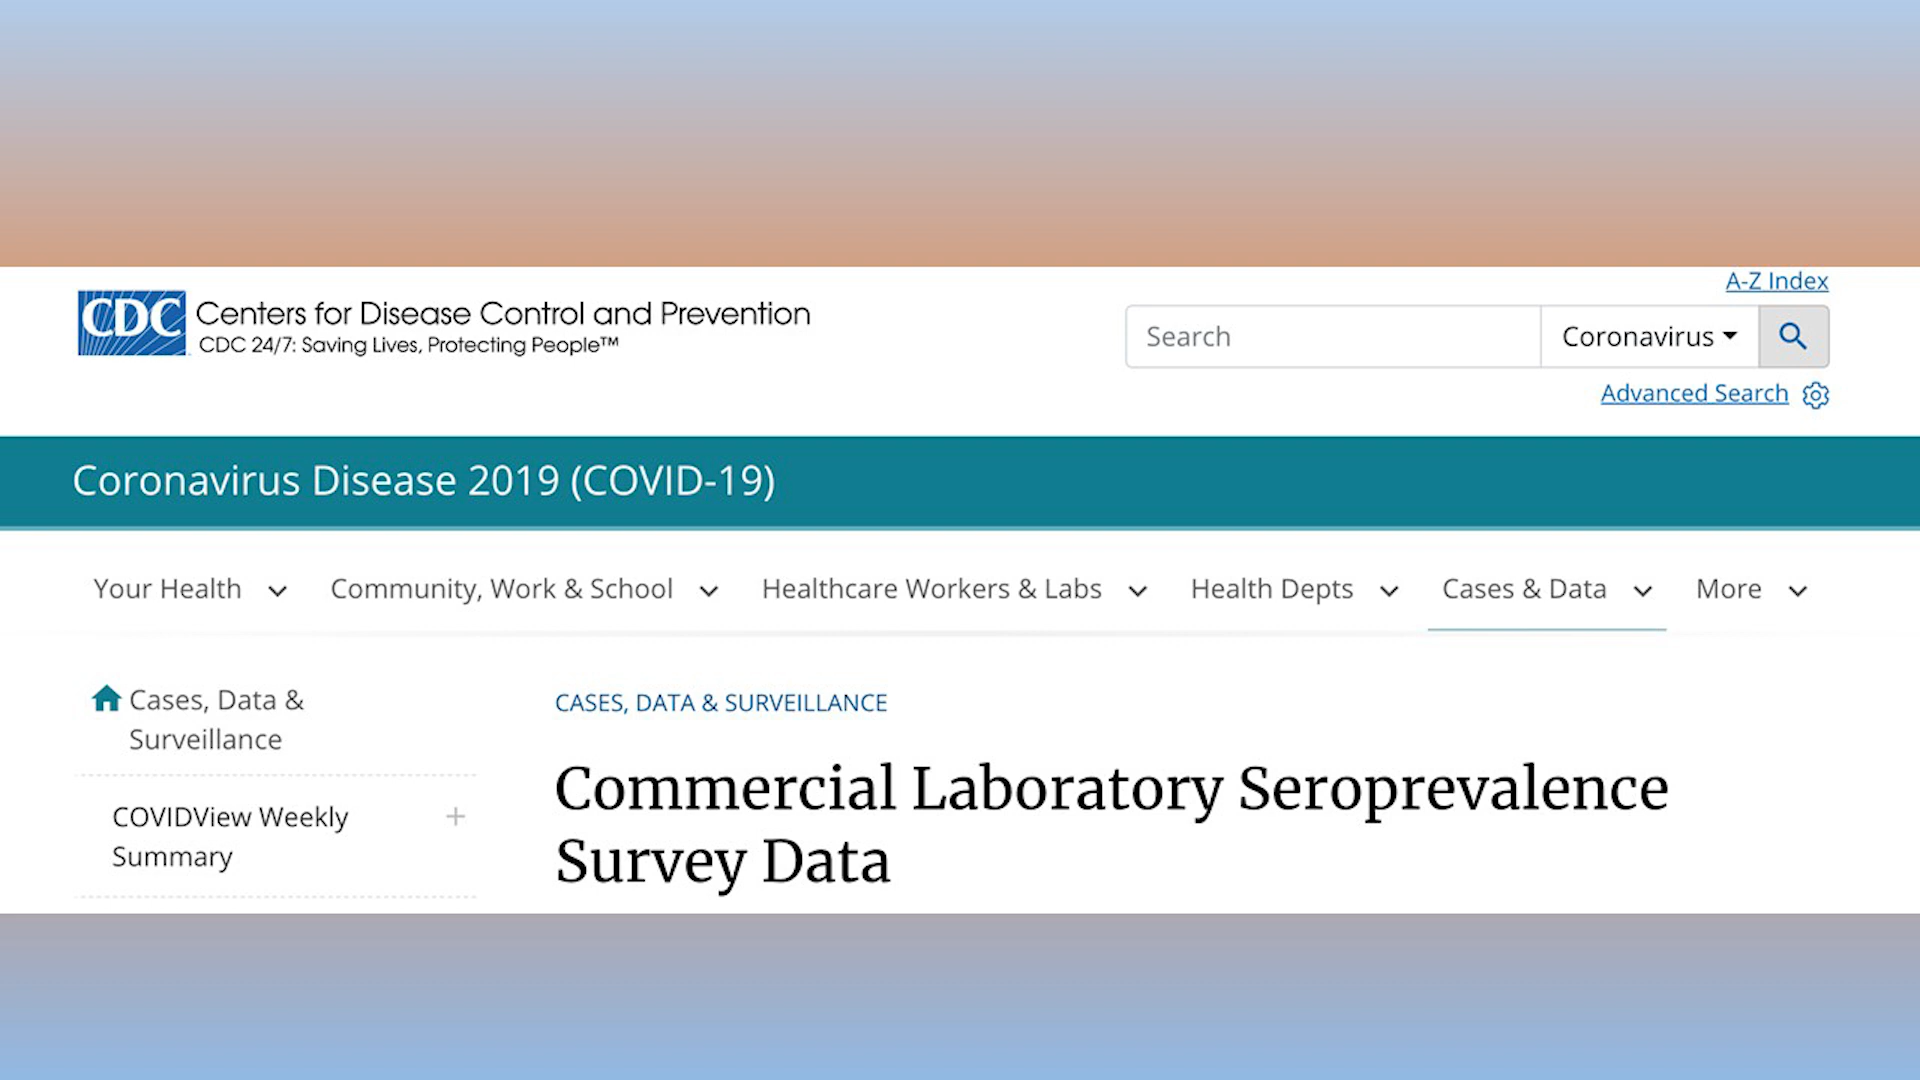 A-Z Index
CDC Centers for Disease Control and Prevention
CDC 24/7: Saving Lives, Protecting People™
Search Coronavirus
Advanced Search
Coronavirus Disease 2019 (COVID-19)
Your Health Community, Work & School Healthcare Workers & Labs Health Depts Cases & Data More
Cases, Data &
Surveillance
COVIDView Weekly
Summary
CASES, DATA & SURVEILLANCE
Commercial Laboratory Seroprevalence
Survey Data